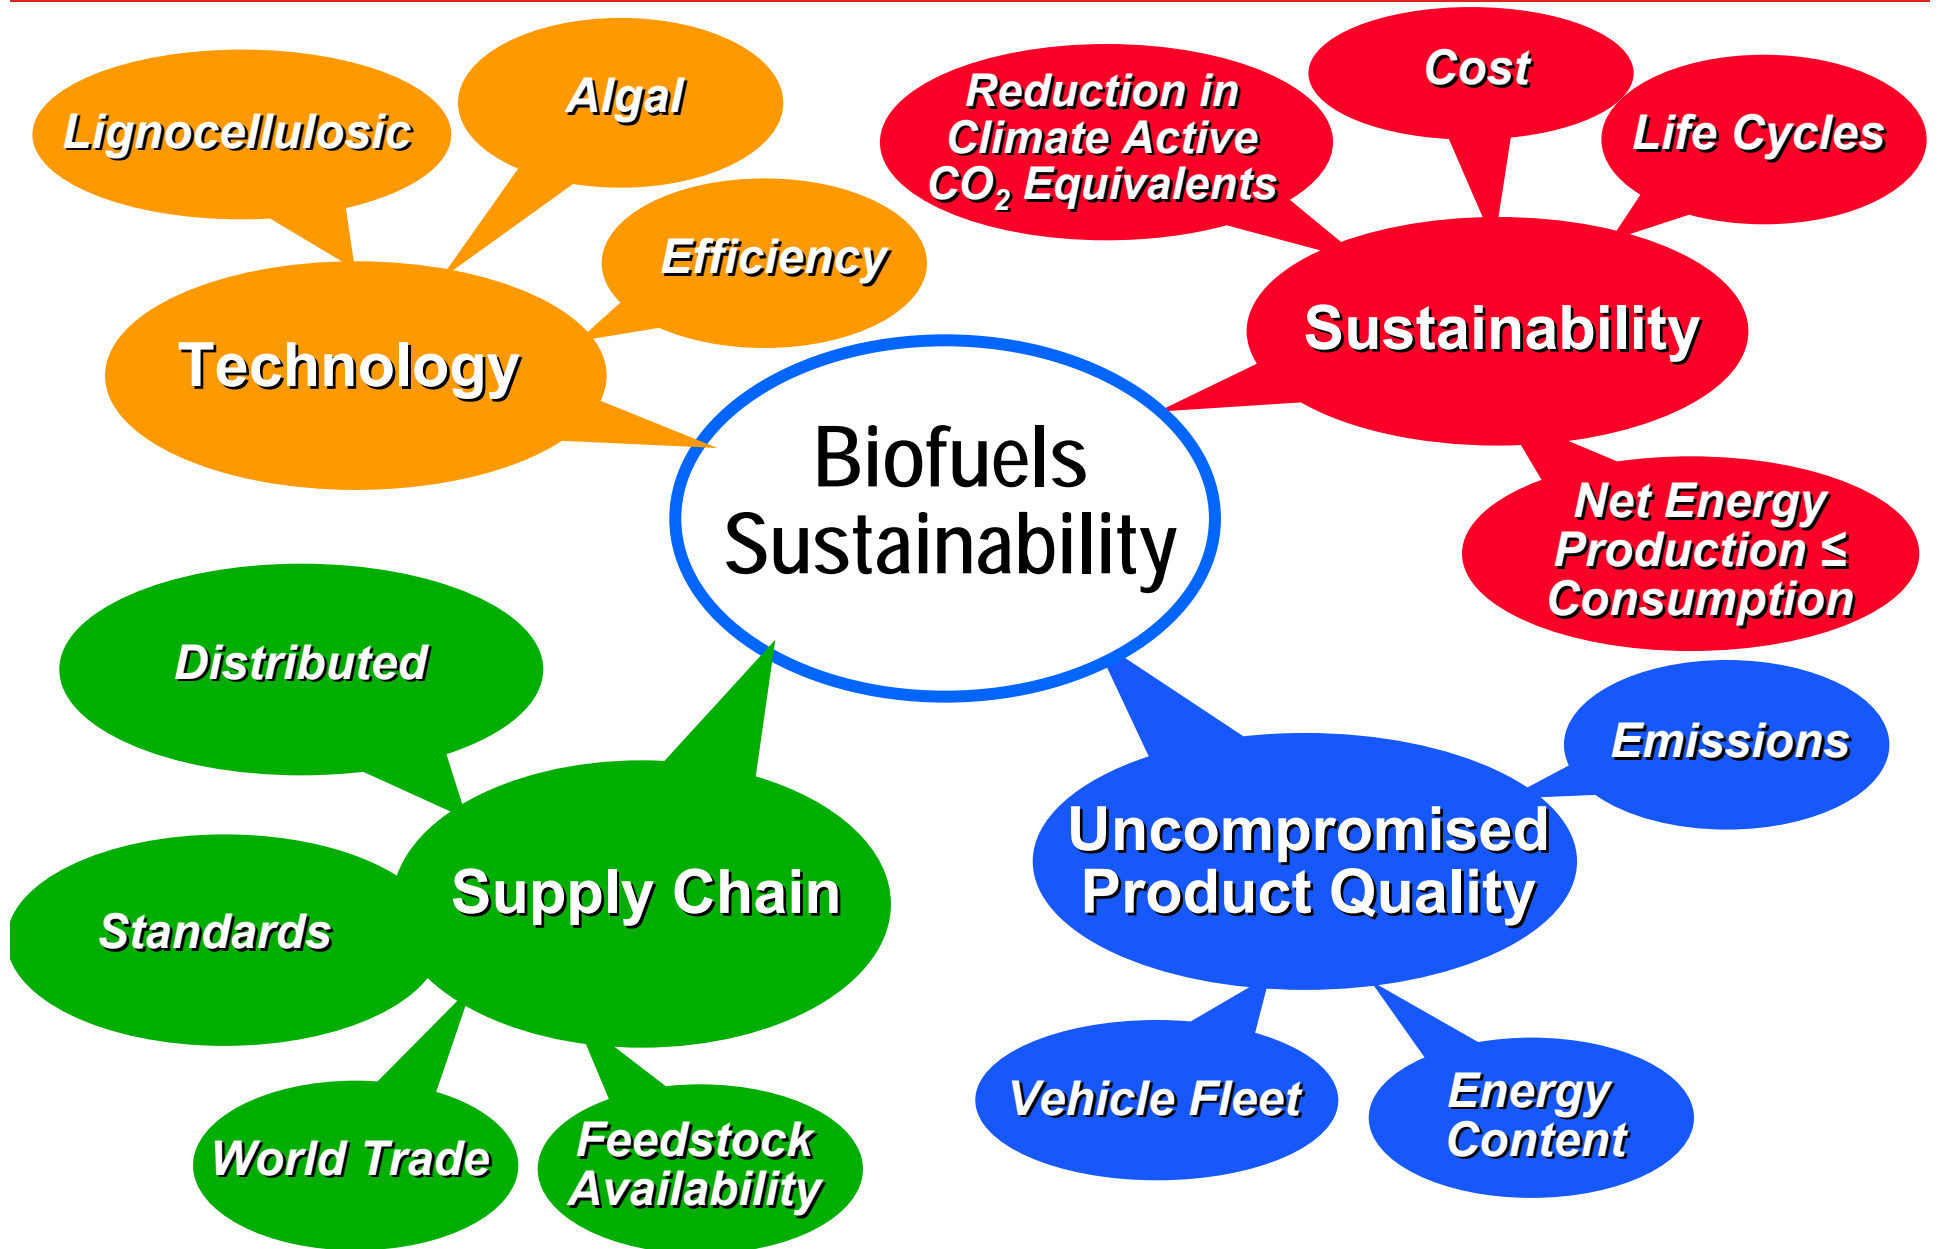 Lignocellulosic
Algal
Efficiency
Technology
Reduction in
Climate Active
CO₂ Equivalents
Cost
Life Cycles
Sustainability
Net Energy
Production ≤
Consumption
Biofuels
Sustainability
Distributed
Standards
Supply Chain
World Trade
Feedstock
Availability
Emissions
Uncompromised
Product Quality
Vehicle Fleet
Energy
Content